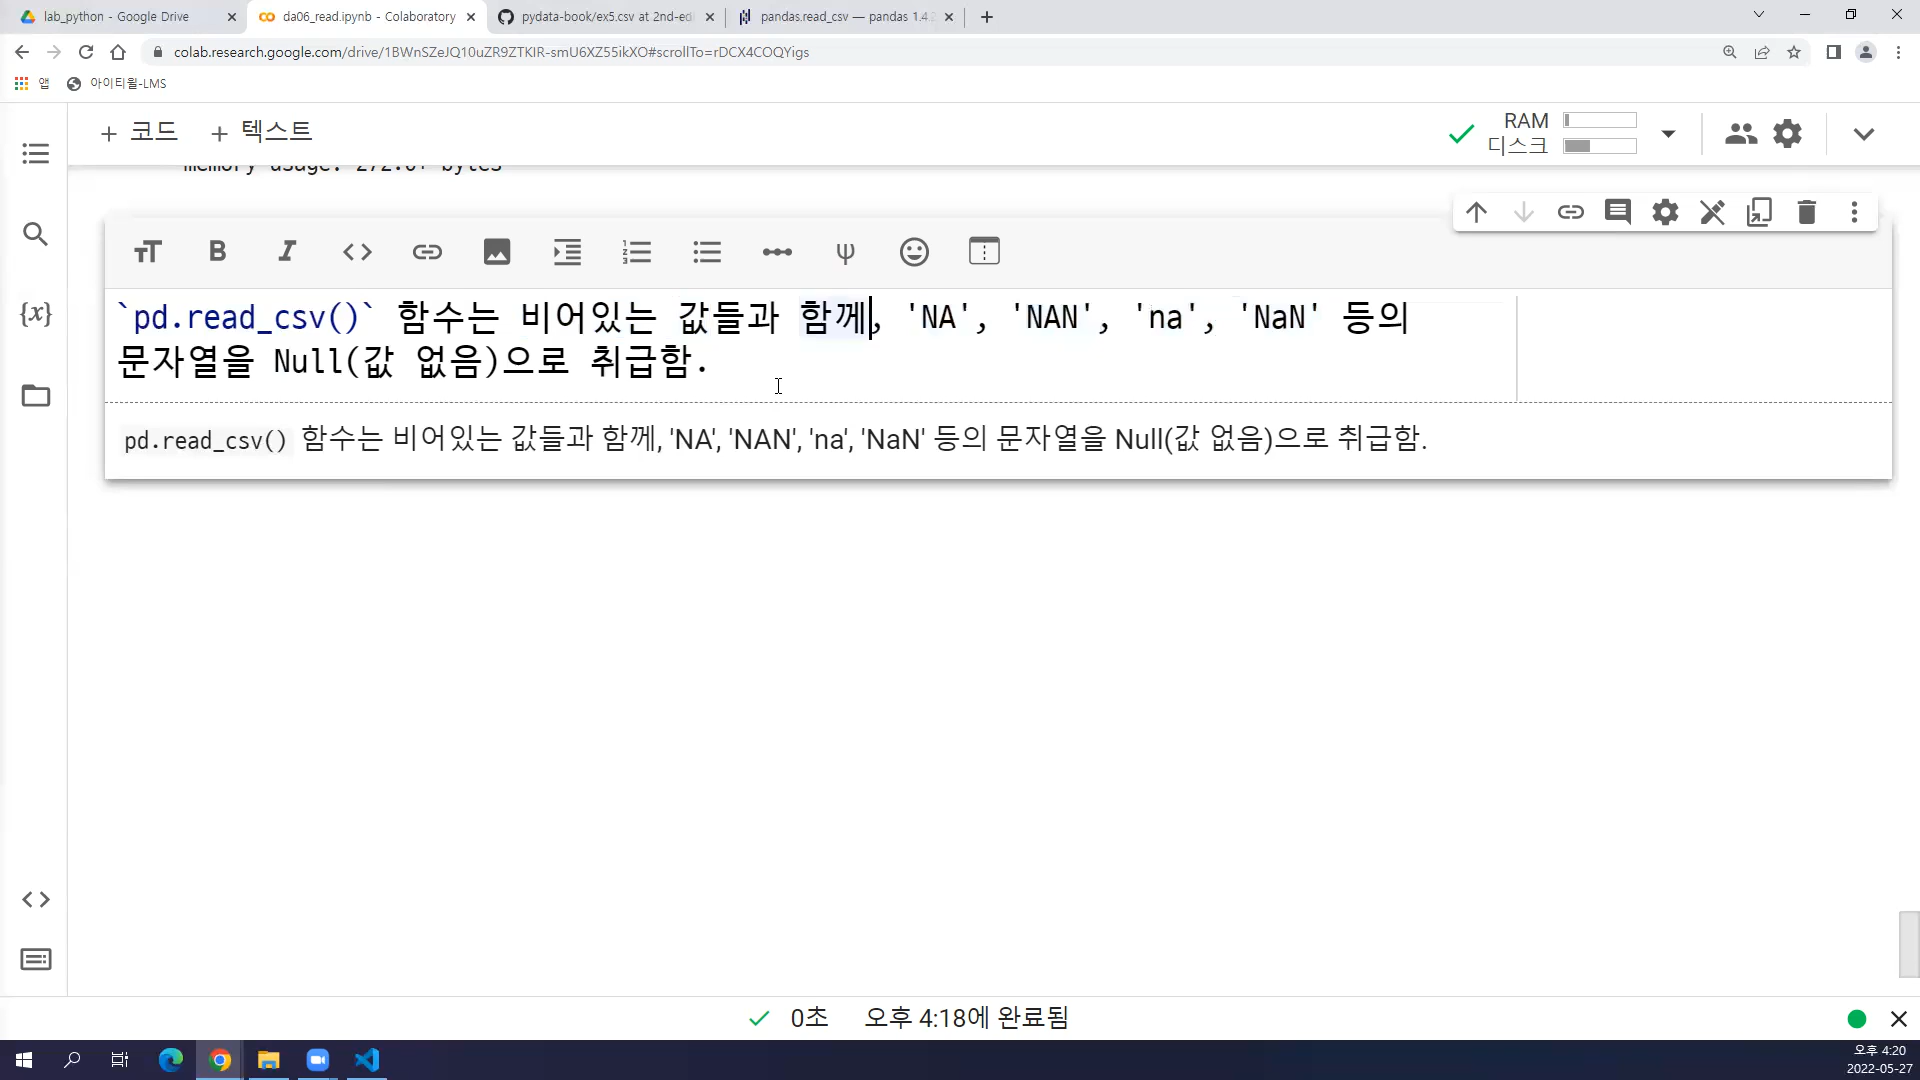 lab_python - Google Drive
da06_read.ipynb - Colaboratory
pydata-book/ex5.csv at 2nd-ed
pandas.read_csv — pandas 1.4
colab.research.google.com/drive/1BWnSZeJQ10uZR9ZTKIR-smU6XZ55ikXO#scrollTo=rDCX4COQYigs
앱
아이티윌-LMS
+ 코드 + 텍스트
RAM
디스크
memory usage: 272.0+ bytes
`pd.read_csv()` 함수는 비어있는 값들과 함께, 'NA', 'NAN', 'na', 'NaN' 등의
문자열을 Null(값 없음)으로 취급함.
pd.read_csv() 함수는 비어있는 값들과 함께, 'NA', 'NAN', 'na', 'NaN' 등의 문자열을 Null(값 없음)으로 취급함.
0초 오후 4:18에 완료됨
오후 4:20
2022-05-27